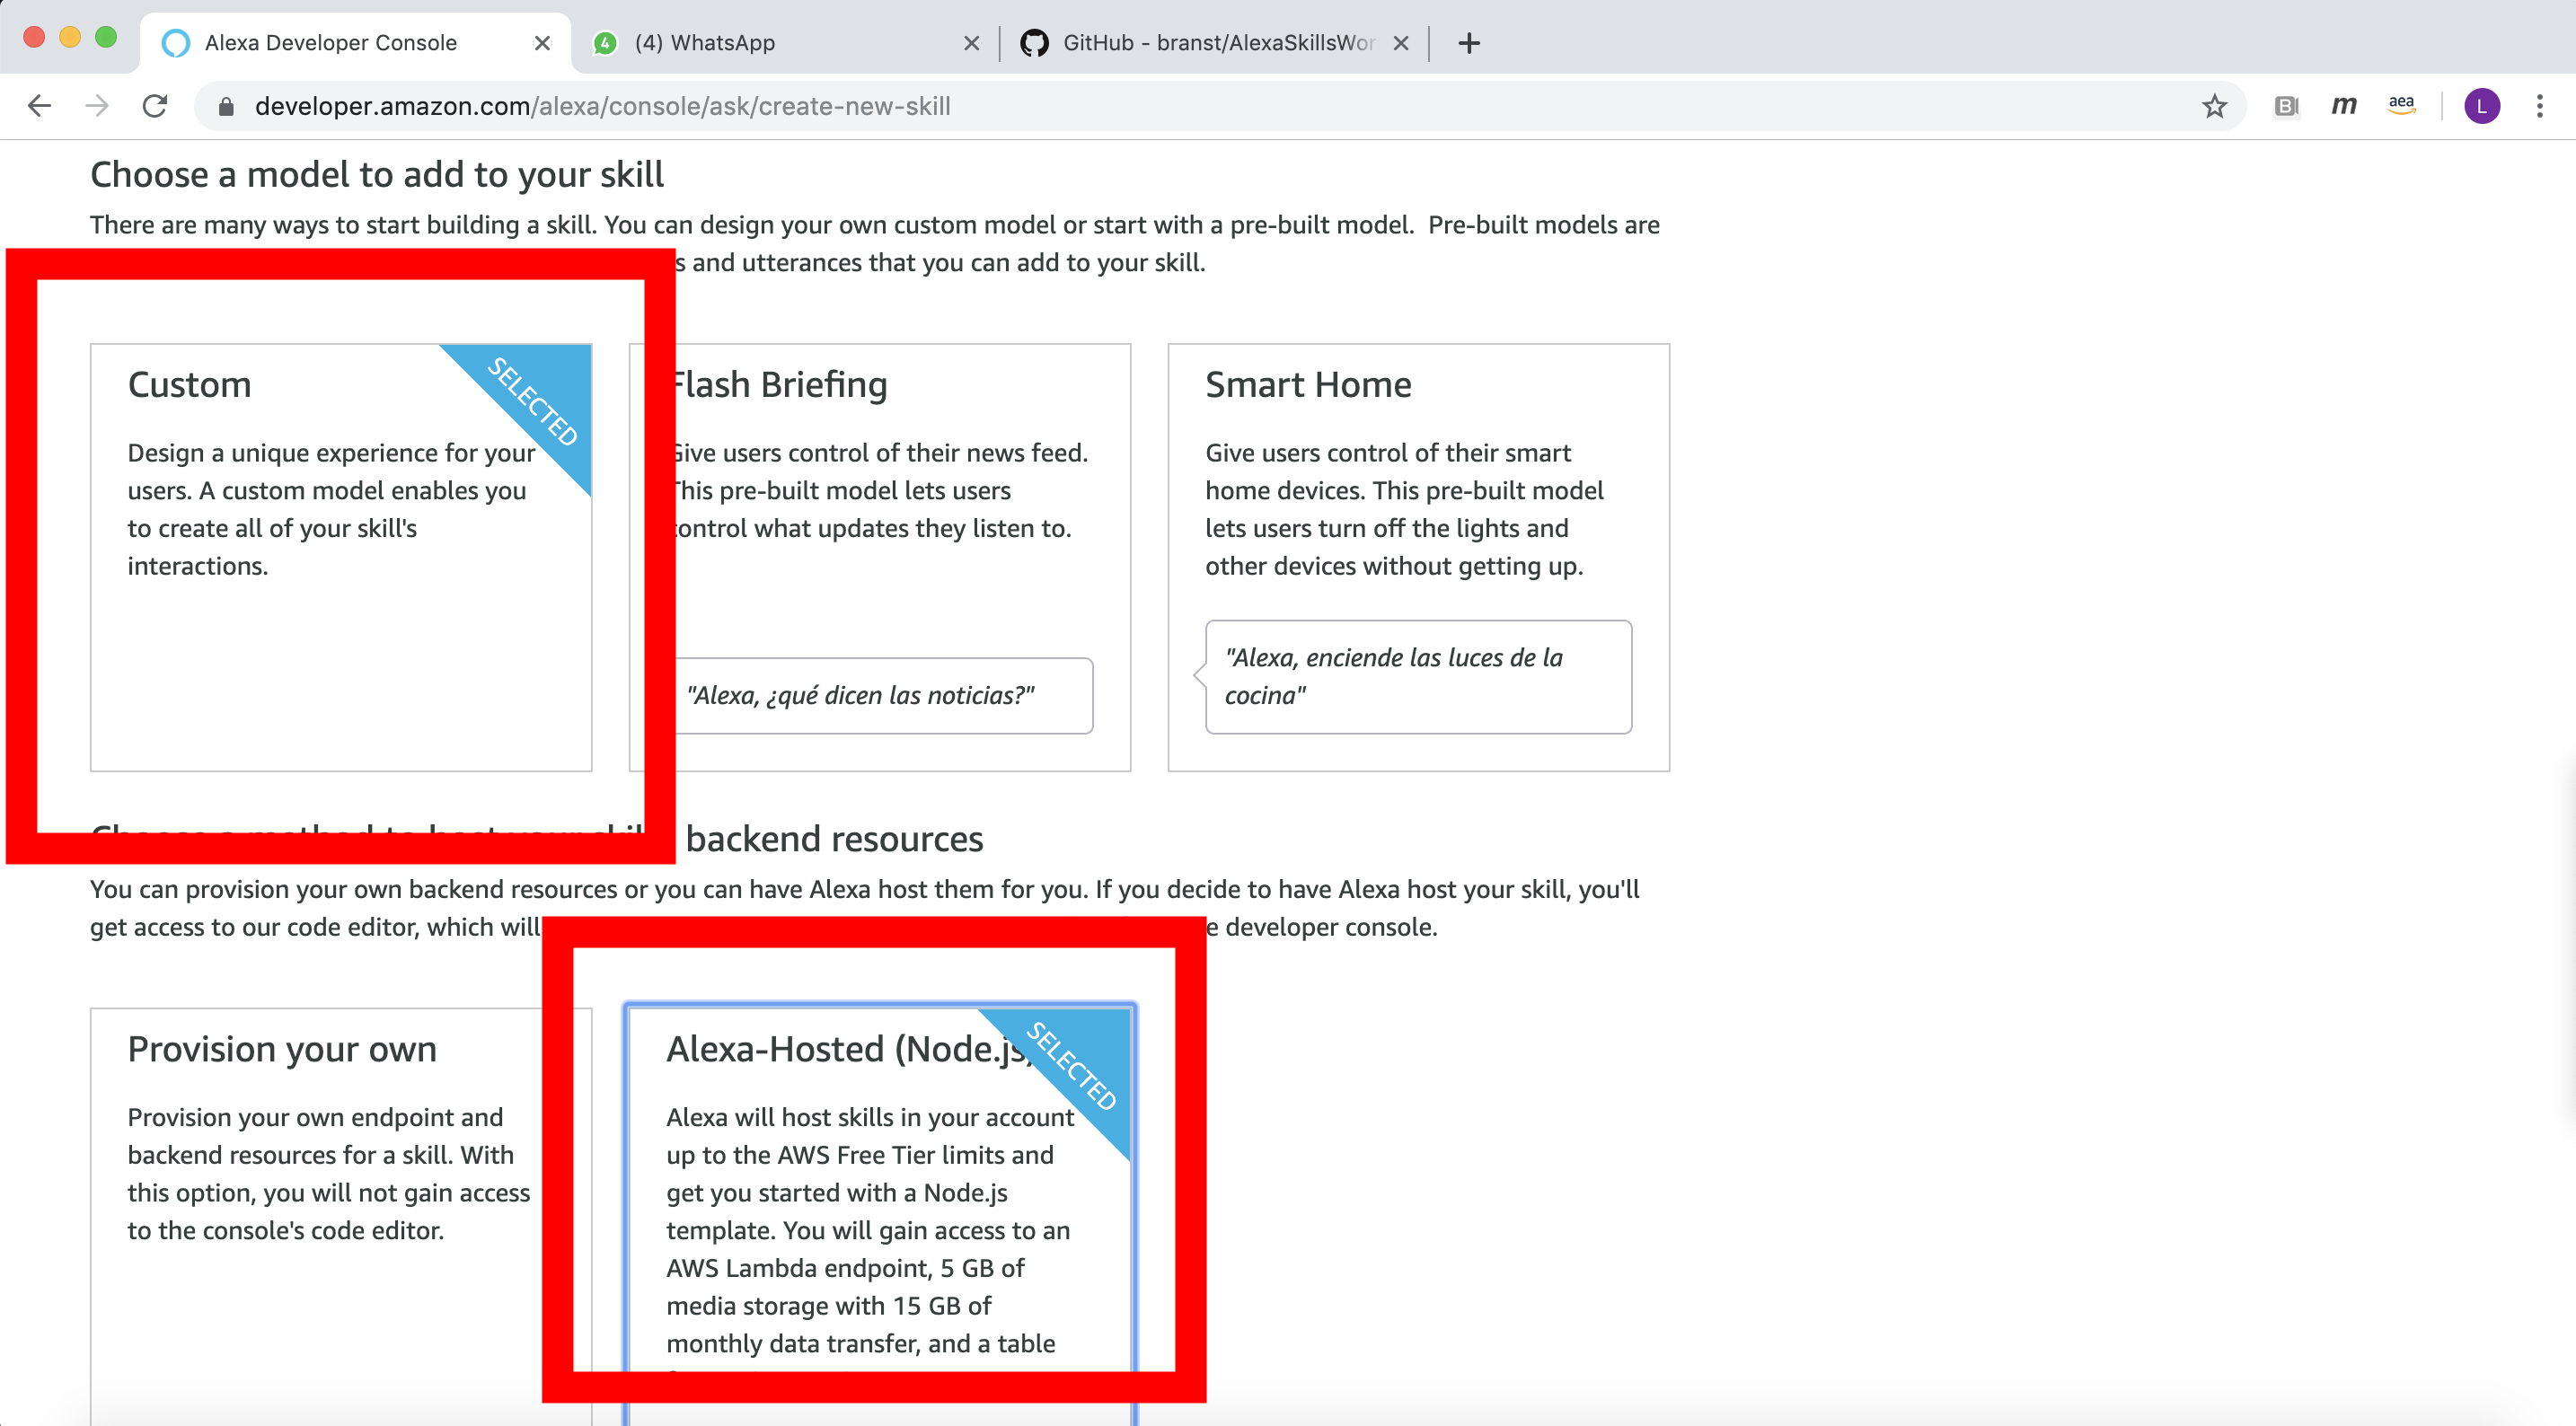 Alexa Developer Console
4
(4) WhatsApp
GitHub - branst/AlexaSkillsWor
developer.amazon.com/alexa/console/ask/create-new-skill
B
m
aea
L
Choose a model to add to your skill
There are many ways to start building a skill. You can design your own custom model or start with a pre-built model. Pre-built models are
s and utterances that you can add to your skill.
Custom
SELECTED
Design a unique experience for your
users. A custom model enables you
to create all of your skill's
interactions.
Flash Briefing
Give users control of their news feed.
This pre-built model lets users
control what updates they listen to.
"Alexa, ¿qué dicen las noticias?"
Smart Home
Give users control of their smart
home devices. This pre-built model
lets users turn off the lights and
other devices without getting up.
"Alexa, enciende las luces de la
cocina"
Choose a method to host your skill backend resources
You can provision your own backend resources or you can have Alexa host them for you. If you decide to have Alexa host your skill, you'll
get access to our code editor, which will
e developer console.
Provision your own
Provision your own endpoint and
backend resources for a skill. With
this option, you will not gain access
to the console's code editor.
Alexa-Hosted (Node.js)
SELECTED
Alexa will host skills in your account
up to the AWS Free Tier limits and
get you started with a Node.js
template. You will gain access to an
AWS Lambda endpoint, 5 GB of
media storage with 15 GB of
monthly data transfer, and a table